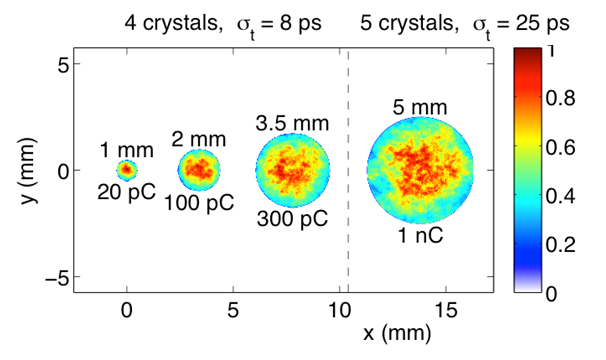 4 crystals, σt = 8 ps
5 crystals, σt = 25 ps
5
0
−5
y (mm)
1 mm
20 pC
2 mm
100 pC
3.5 mm
300 pC
5 mm
1 nC
0
5
10
15
x (mm)
1
0.8
0.6
0.4
0.2
0